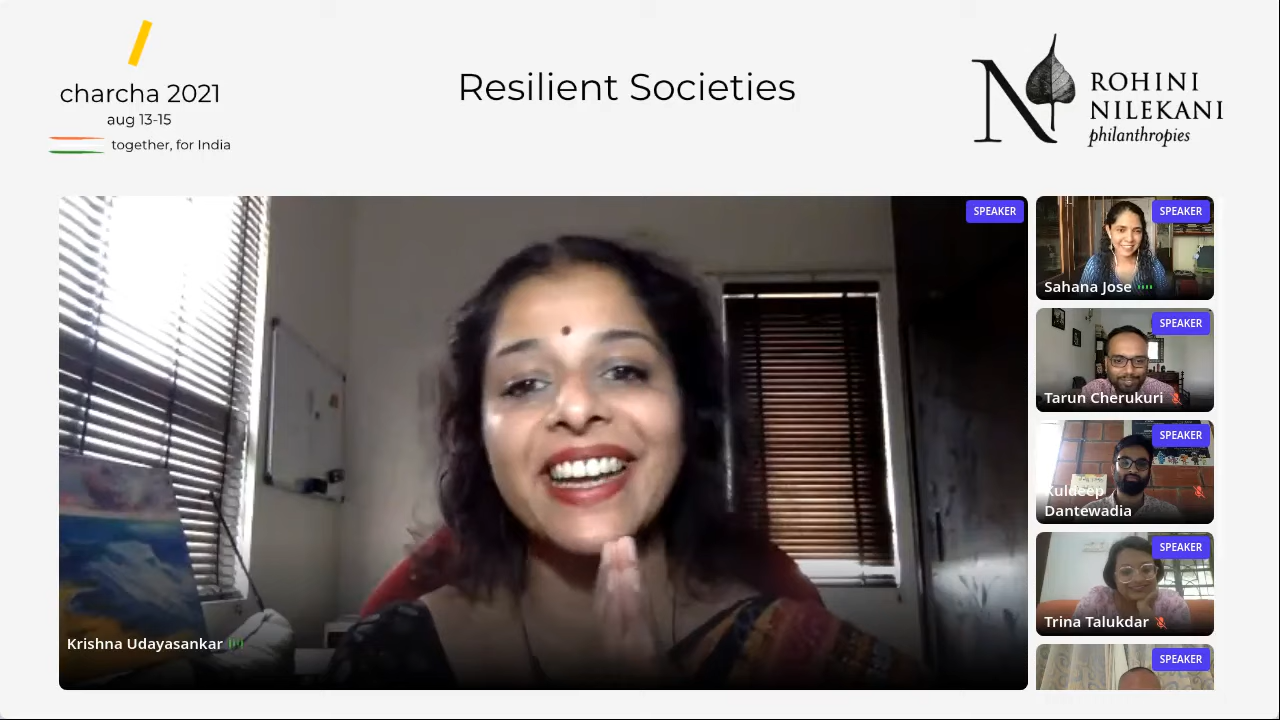 charcha 2021
aug 13-15
together, for India
Resilient Societies
N
ROHINI
NILEKANI
philanthropies
SPEAKER
Krishna Udayasankar
SPEAKER
Sahana Jose
SPEAKER
Tarun Cherukuri
SPEAKER
Kuldeep
Dantewadia
SPEAKER
Trina Talukdar
SPEAKER